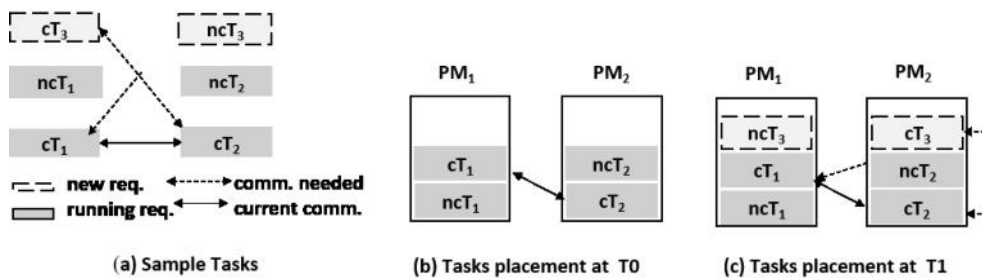 cT3 ncT3
ncT1 ncT2
cT1 cT2
new req. comm. needed
running req. current comm.
(a) Sample Tasks
PM1 PM2
cT1 ncT2
ncT1 cT2
(b) Tasks placement at T0
PM1 PM2
ncT3 cT3
cT1 ncT2
ncT1 cT2
(c) Tasks placement at T1